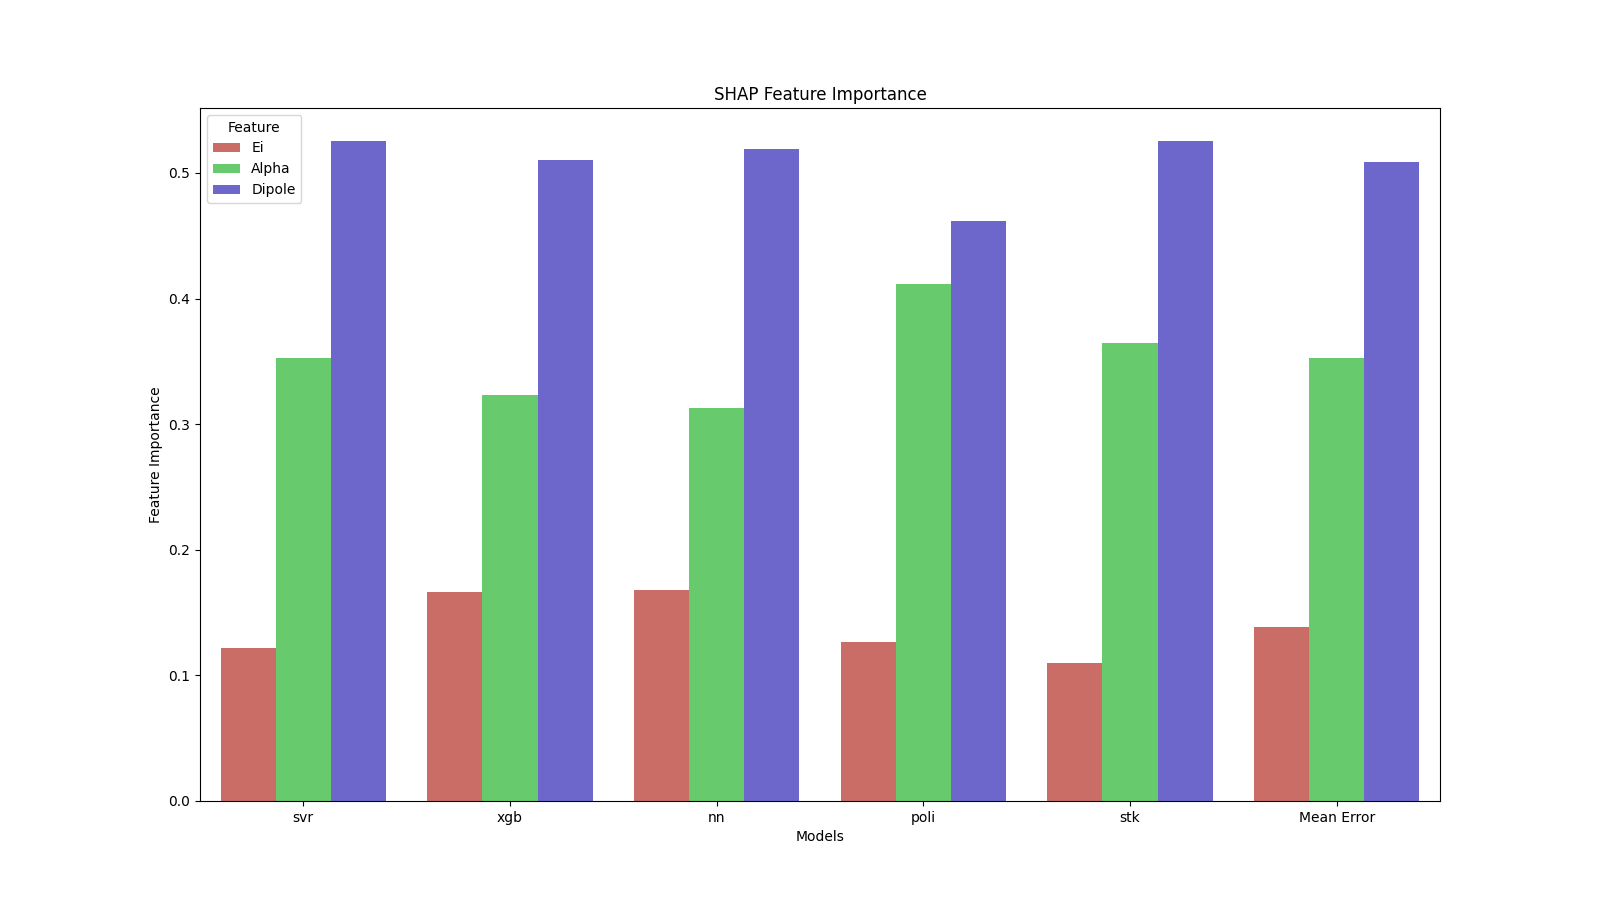 SHAP Feature Importance
Feature
Ei
Alpha
Dipole
Feature Importance
0.5
0.4
0.3
0.2
0.1
0.0
svr xgb nn poli stk Mean Error
Models